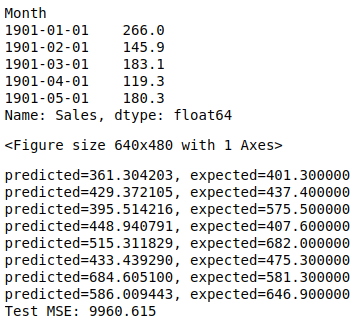 Month
1901-01-01    266.0
1901-02-01    145.9
1901-03-01    183.1
1901-04-01    119.3
1901-05-01    180.3
Name: Sales, dtype: float64
<Figure size 640x480 with 1 Axes>
predicted=361.304203, expected=401.300000
predicted=429.372105, expected=437.400000
predicted=395.514216, expected=575.500000
predicted=448.940791, expected=407.600000
predicted=515.311829, expected=682.000000
predicted=433.439290, expected=475.300000
predicted=684.605100, expected=581.300000
predicted=586.009443, expected=646.900000
Test MSE: 9960.615